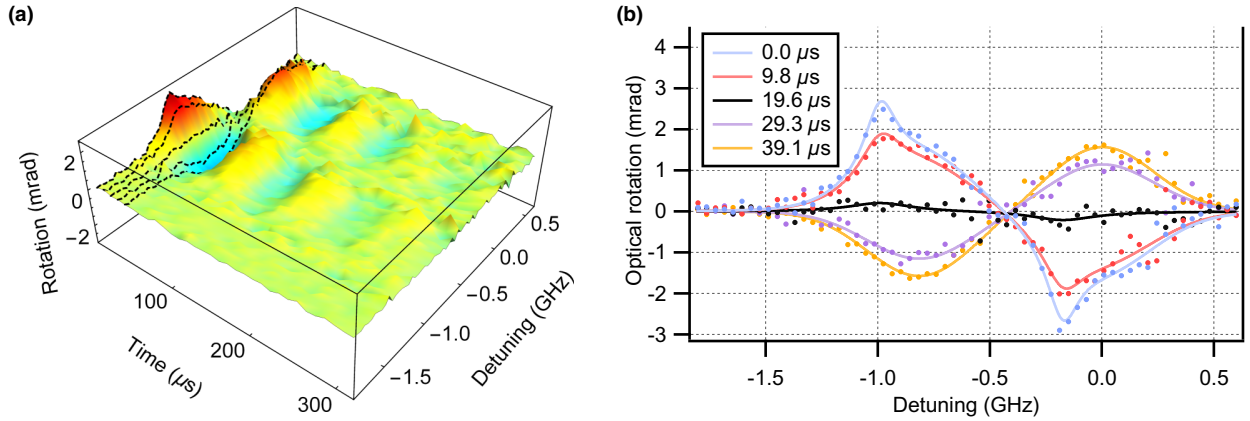 (a)
2
0
−2
Rotation (mrad)
100
200
300
Time (µs)
−1.5
−1.0
−0.5
0.0
0.5
Detuning (GHz)
(b)
4
3
2
1
0
-1
-2
-3
Optical rotation (mrad)
0.0 µs
9.8 µs
19.6 µs
29.3 µs
39.1 µs
-1.5 -1.0 -0.5 0.0 0.5
Detuning (GHz)